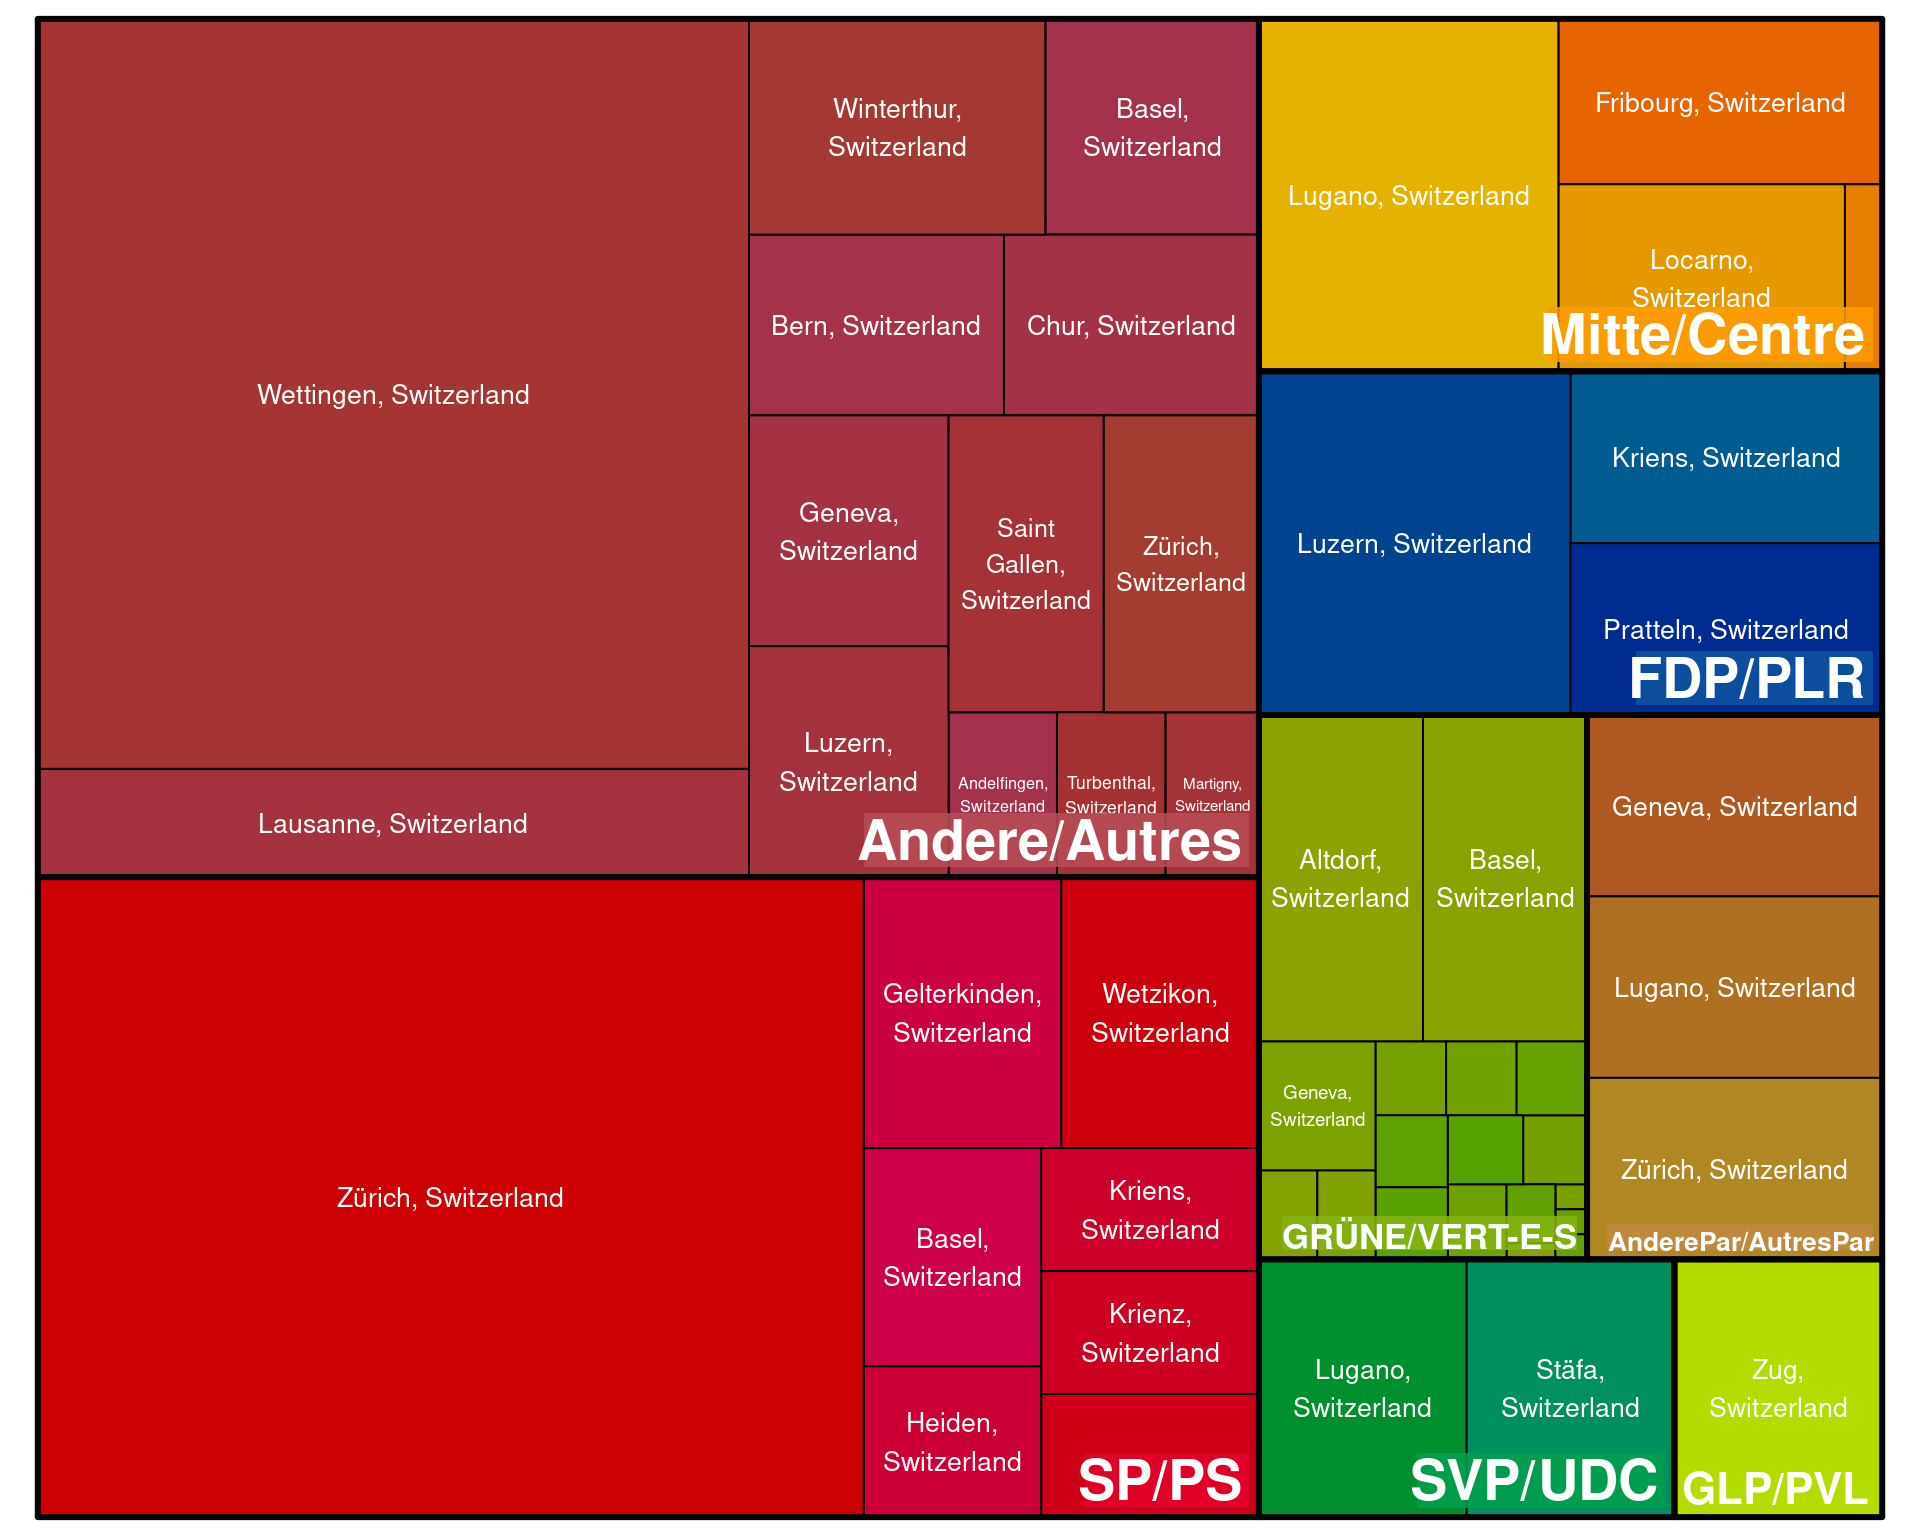 Wettingen, Switzerland
Lausanne, Switzerland
Winterthur,
Switzerland
Basel,
Switzerland
Bern, Switzerland
Chur, Switzerland
Geneva,
Switzerland
Saint
Gallen,
Switzerland
Zürich,
Switzerland
Luzern,
Switzerland
Andelfingen,
Switzerland
Turbenthal,
Switzerland
Martigny,
Switzerland
Andere/Autres
Zürich, Switzerland
Gelterkinden,
Switzerland
Wetzikon,
Switzerland
Basel,
Switzerland
Kriens,
Switzerland
Krienz,
Switzerland
Heiden,
Switzerland
SP/PS
Lugano, Switzerland
Fribourg, Switzerland
Locarno,
Switzerland
Mitte/Centre
Luzern, Switzerland
Kriens, Switzerland
Pratteln, Switzerland
FDP/PLR
Altdorf,
Switzerland
Basel,
Switzerland
Geneva,
Switzerland
GRÜNE/VERT-E-S
Geneva, Switzerland
Lugano, Switzerland
Zürich, Switzerland
AnderePar/AutresPar
Lugano,
Switzerland
Stäfa,
Switzerland
SVP/UDC
Zug,
Switzerland
GLP/PVL